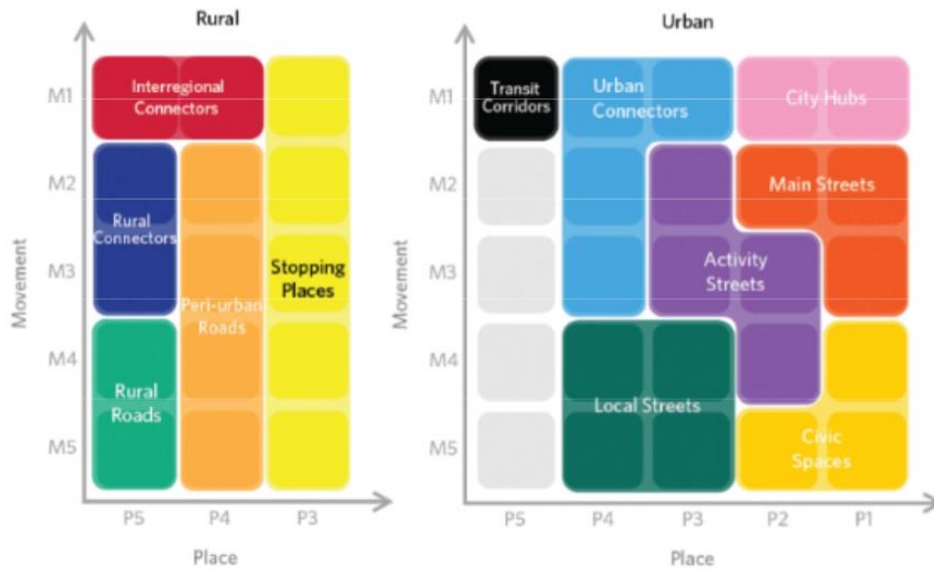 Rural
Movement
M1
M2
M3
M4
M5
Interregional
Connectors
Rural
Connectors
Peri-urban
Roads
Stopping
Places
Rural
Roads
P5
P4
P3
Place
Urban
Movement
M1
M2
M3
M4
M5
Transit
Corridors
Urban
Connectors
City Hubs
Main Streets
Activity
Streets
Local Streets
Civic
Spaces
P5
P4
P3
P2
P1
Place